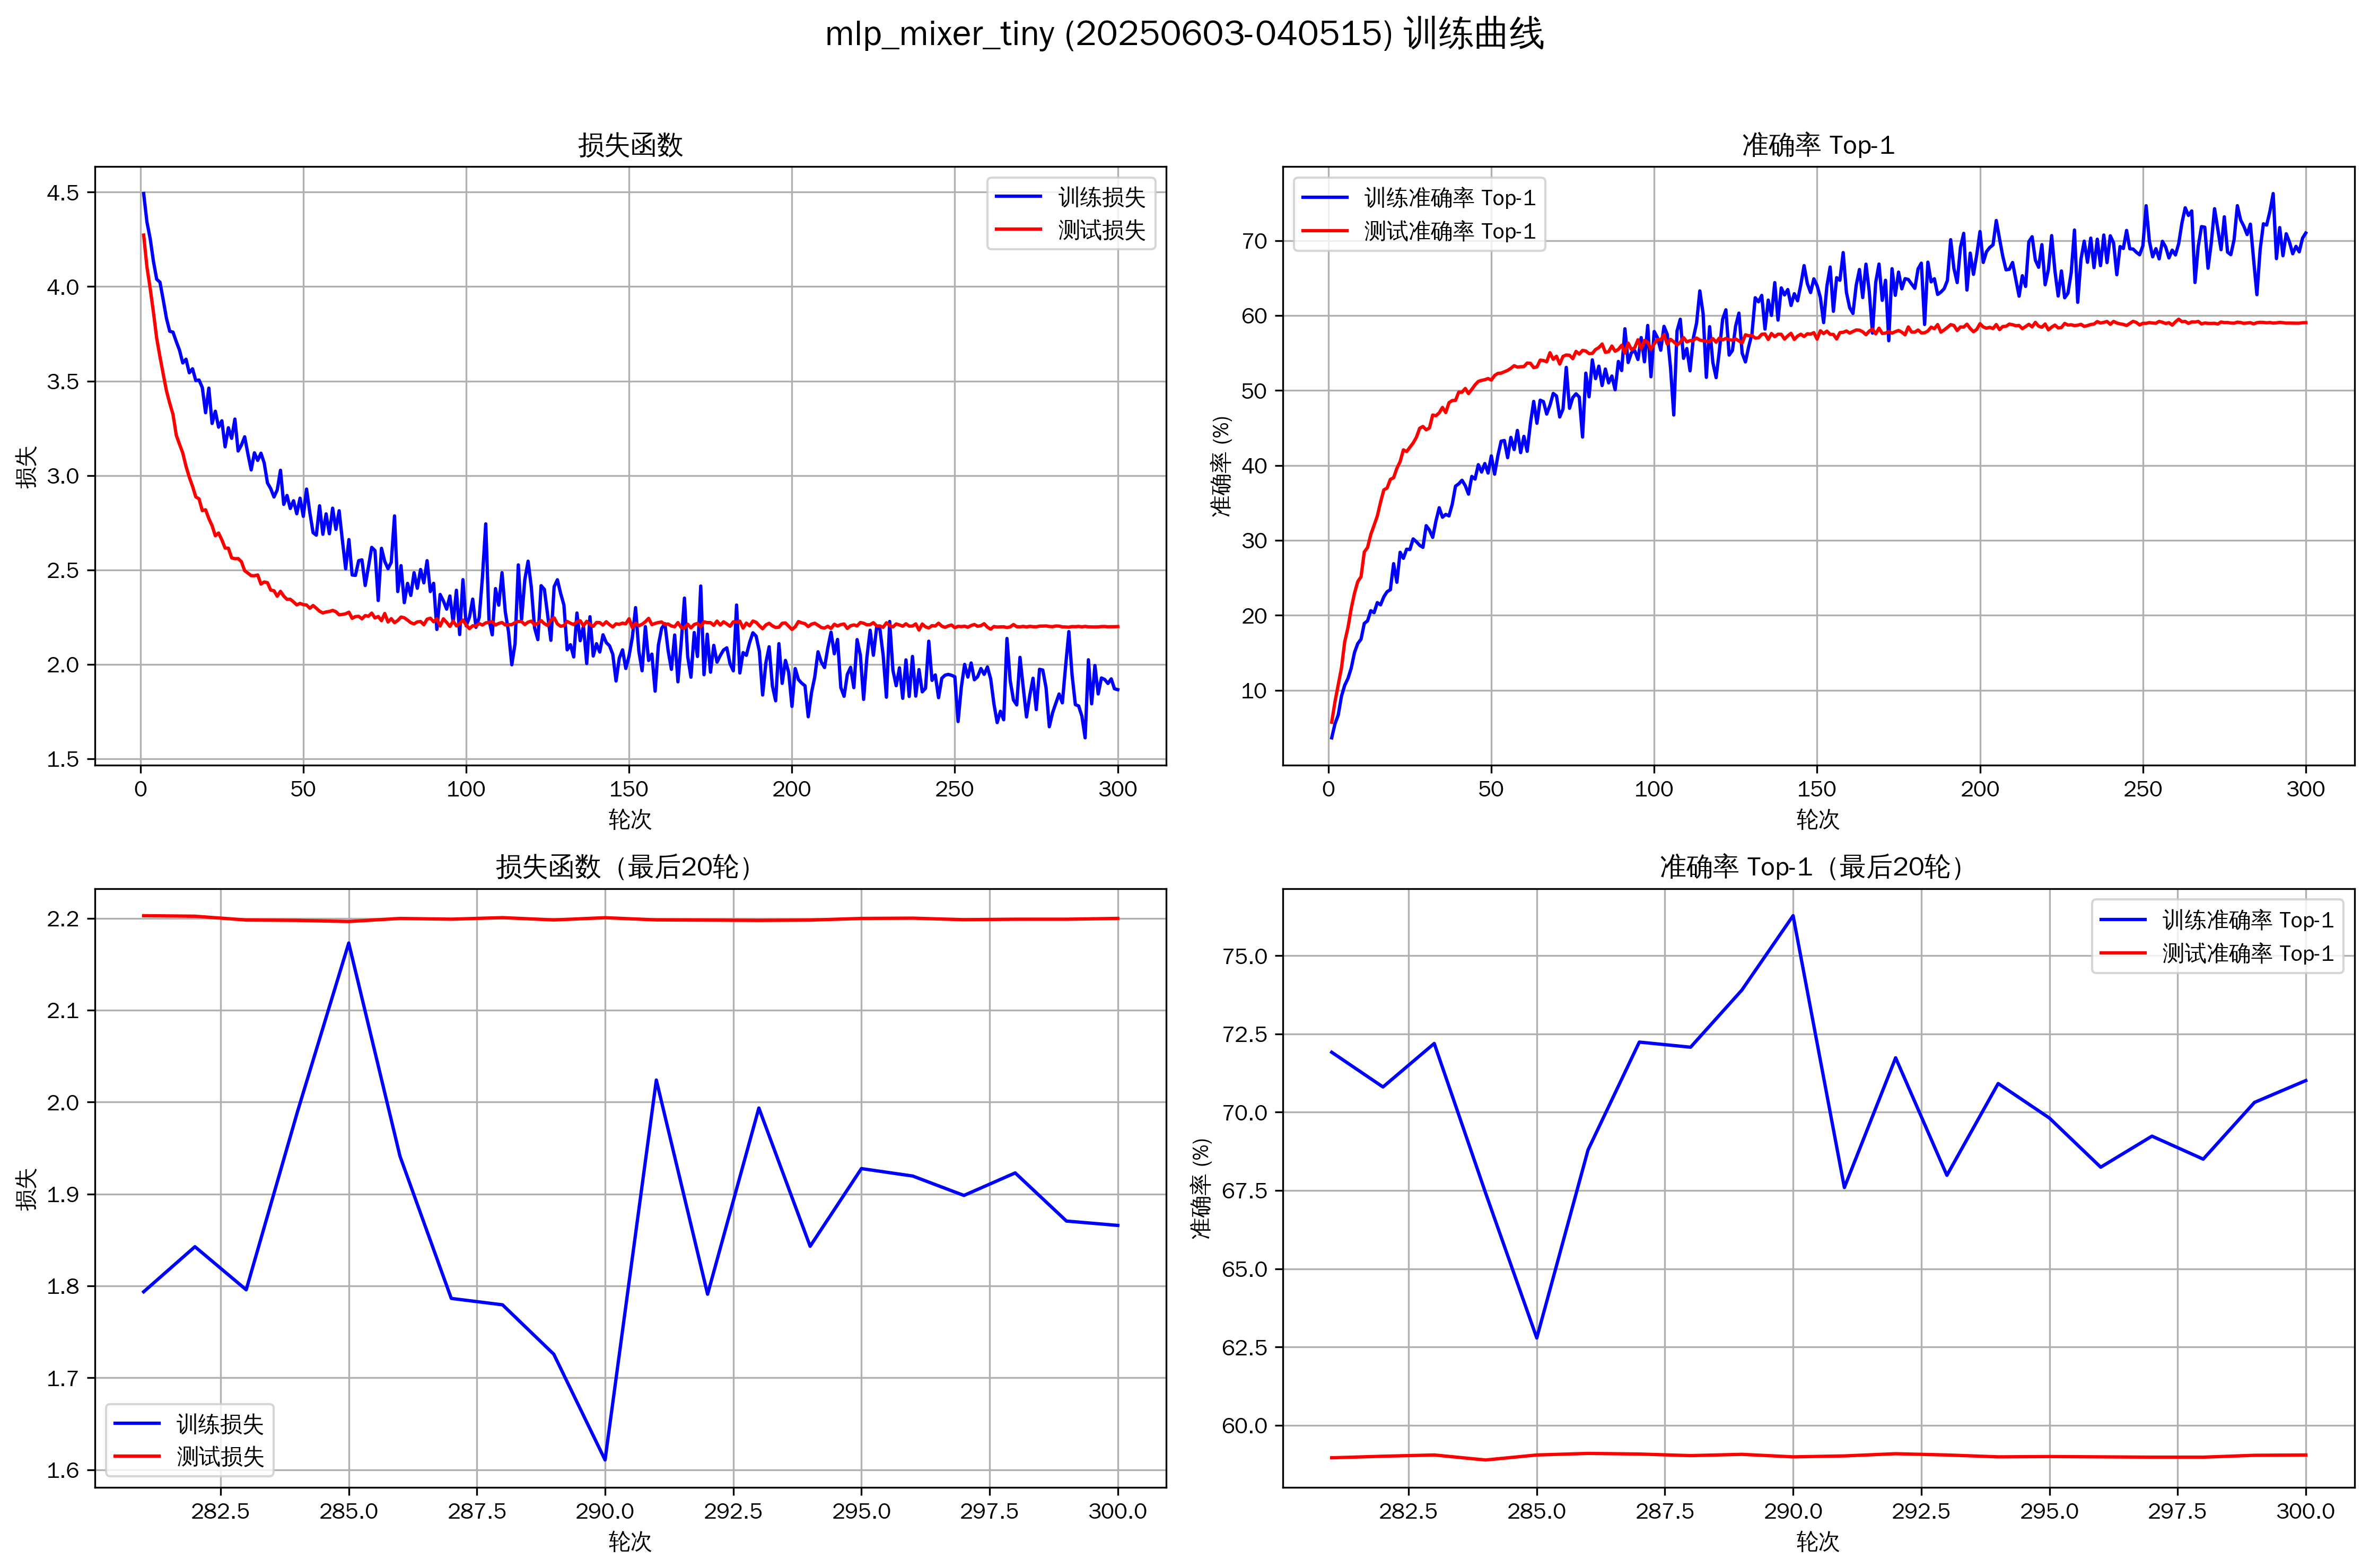 mlp_mixer_tiny (20250603-040515) 训练曲线
损失函数
训练损失
测试损失
4.5
4.0
3.5
3.0
2.5
2.0
1.5
损失
0 50 100 150 200 250 300
轮次
准确率 Top-1
训练准确率 Top-1
测试准确率 Top-1
70
60
50
40
30
20
10
准确率 (%)
0 50 100 150 200 250 300
轮次
损失函数（最后20轮）
2.2
2.1
2.0
1.9
1.8
1.7
1.6
损失
训练损失
测试损失
282.5 285.0 287.5 290.0 292.5 295.0 297.5 300.0
轮次
准确率 Top-1（最后20轮）
训练准确率 Top-1
测试准确率 Top-1
75.0
72.5
70.0
67.5
65.0
62.5
60.0
准确率 (%)
282.5 285.0 287.5 290.0 292.5 295.0 297.5 300.0
轮次